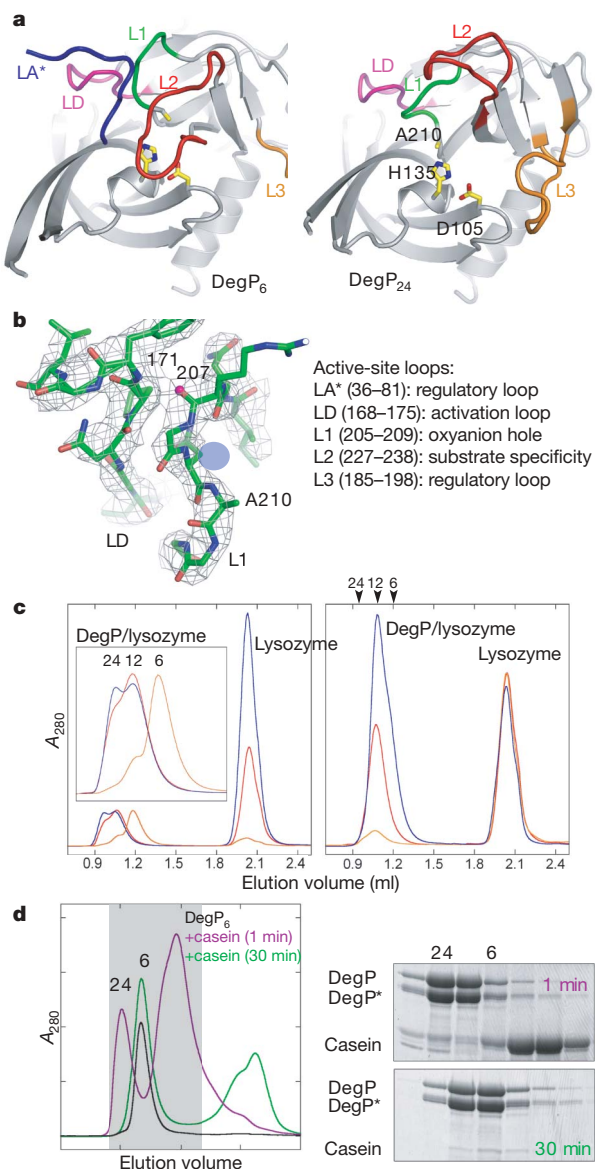 a
LA*
LD
L1
L2
L3
DegP6
LD
L1
L2
A210
H135
D105
L3
DegP24
b
171
207
A210
LD
L1
Active-site loops:
LA* (36–81): regulatory loop
LD (168–175): activation loop
L1 (205–209): oxyanion hole
L2 (227–238): substrate specificity
L3 (185–198): regulatory loop
c
DegP/lysozyme
24 12 6
Lysozyme
A280
0.9 1.2 1.5 1.8 2.1 2.4
24 12 6
DegP/lysozyme
Lysozyme
0.9 1.2 1.5 1.8 2.1 2.4
Elution volume (ml)
d
DegP6
+casein (1 min)
+casein (30 min)
24
6
A280
Elution volume
24 6
DegP
DegP*
Casein
1 min
DegP
DegP*
Casein
30 min